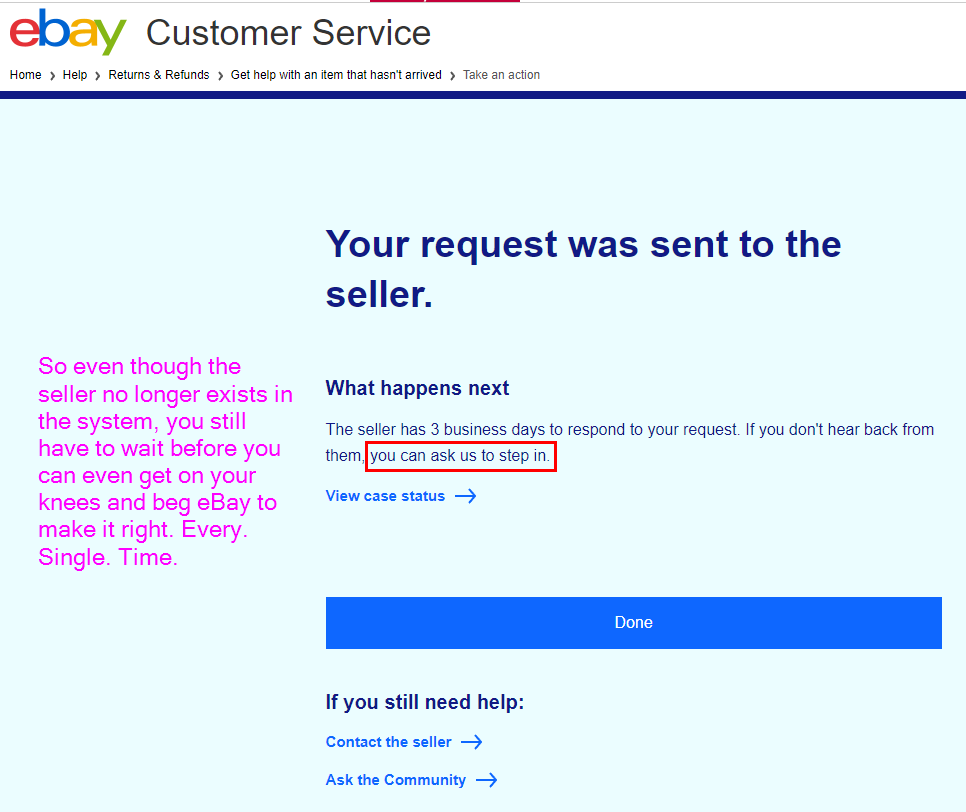 ebay Customer Service
Home > Help > Returns & Refunds > Get help with an item that hasn't arrived > Take an action
Your request was sent to the
seller.
So even though the
seller no longer exists in
the system, you still
have to wait before you
can even get on your
knees and beg eBay to
make it right. Every.
Single. Time.
What happens next
The seller has 3 business days to respond to your request. If you don't hear back from
them, you can ask us to step in.
View case status →
Done
If you still need help:
Contact the seller →
Ask the Community →